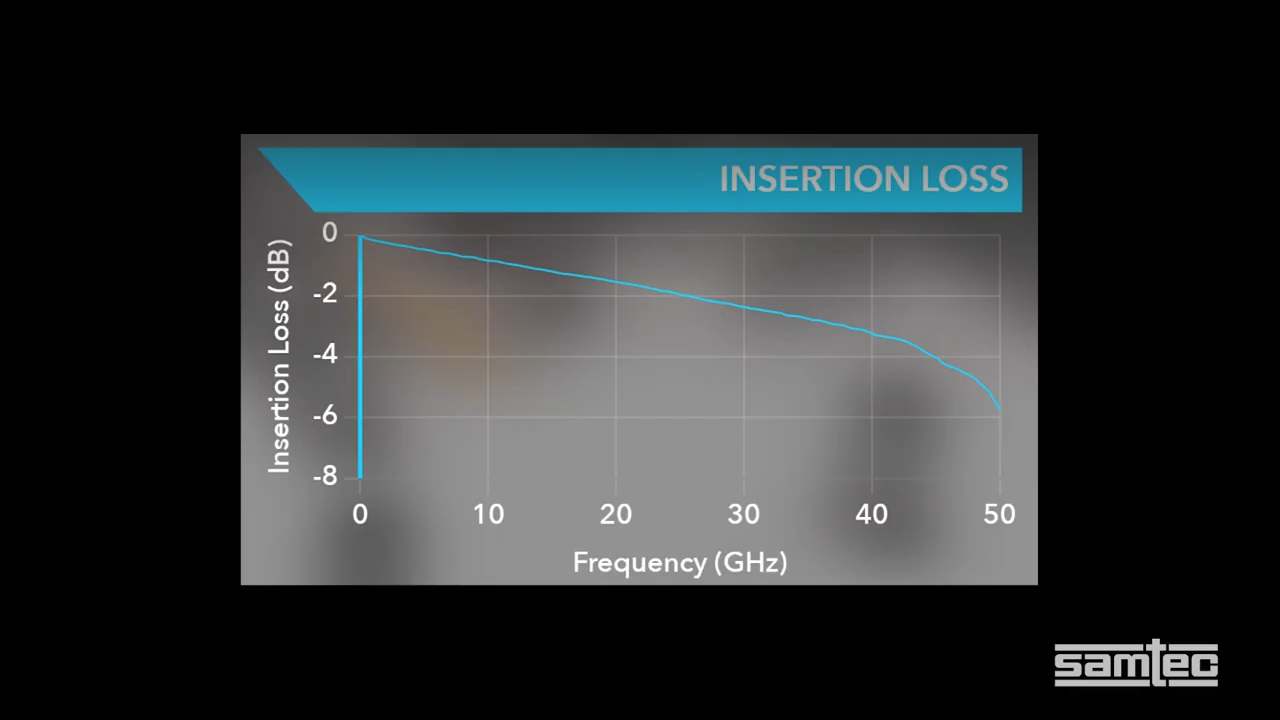 INSERTION LOSS
Insertion Loss (dB)
0
-2
-4
-6
-8
0 10 20 30 40 50
Frequency (GHz)
samtec